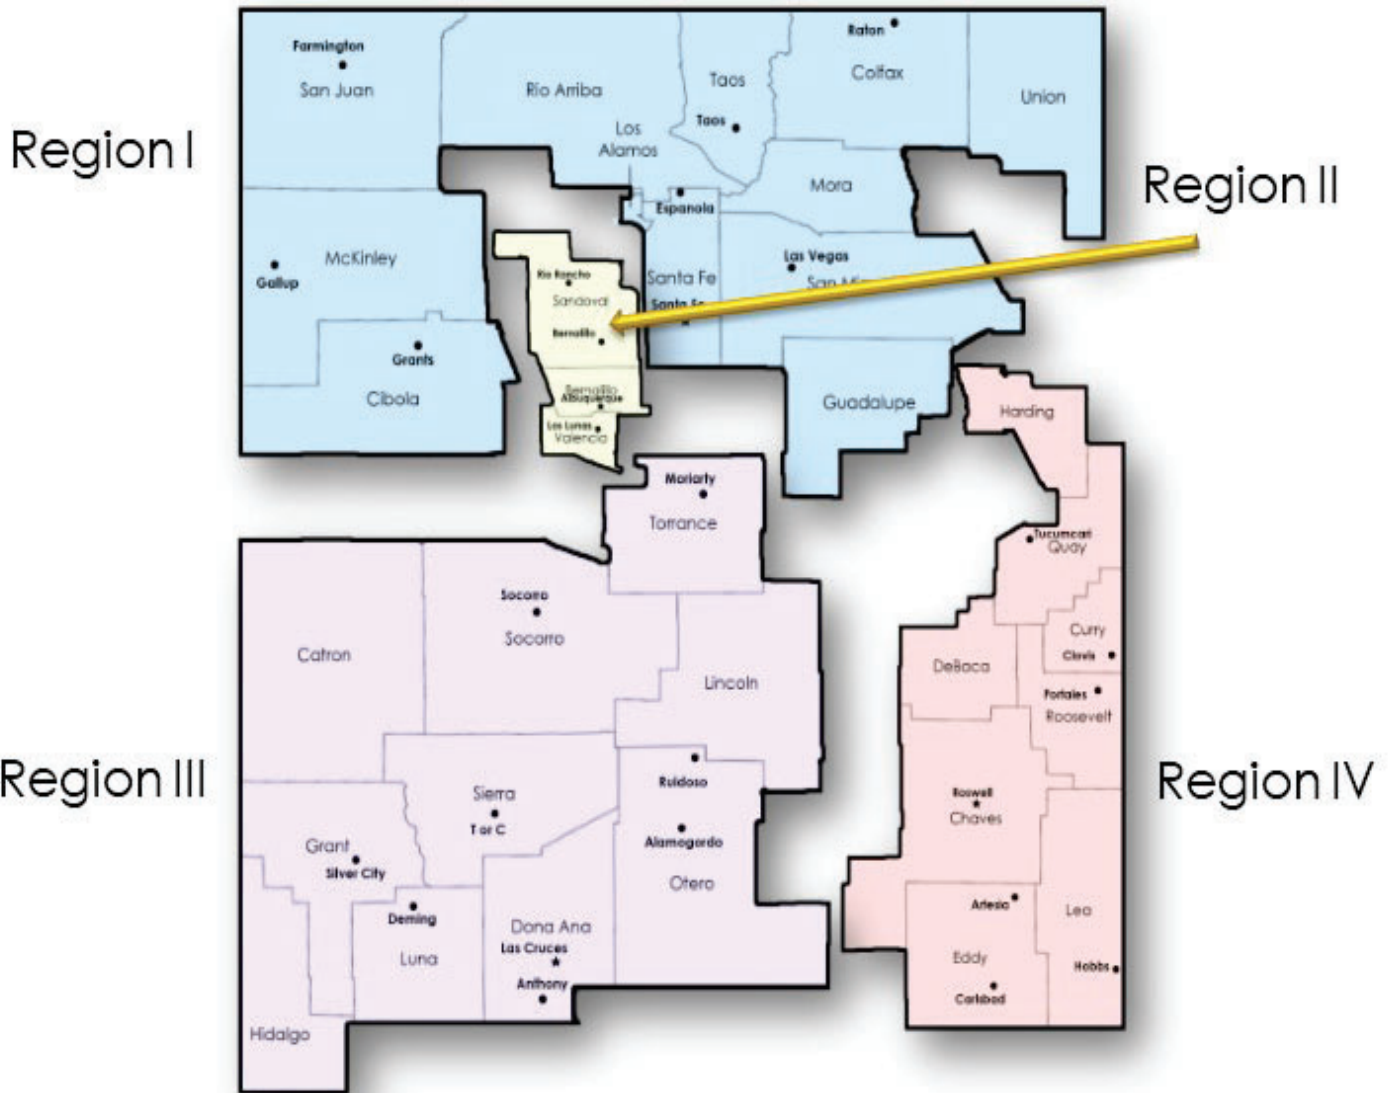 Region I
Farmington
San Juan
Rio Arriba
Los
Alamos
Taos
Taos
Raton
Colfax
Union
Mora
Espanola
McKinley
Gallup
Grants
Cibola
Santa Fe
Las Vegas
Guadalupe
Region II
Rio Rancho
Sandoval
Bernalillo
Bernalillo
Albuquerque
Los Lunas
Valencia
Region III
Moriarty
Torrance
Socorro
Socorro
Catron
Lincoln
Sierra
T or C
Ruidoso
Alamogordo
Otero
Grant
Silver City
Deming
Luna
Dona Ana
Las Cruces
Anthony
Hidalgo
Region IV
Harding
Tucumcari
Quay
Curry
Clovis
DeBaca
Portales
Roosevelt
Roswell
Chaves
Artesia
Lea
Eddy
Hobbs
Carlsbad